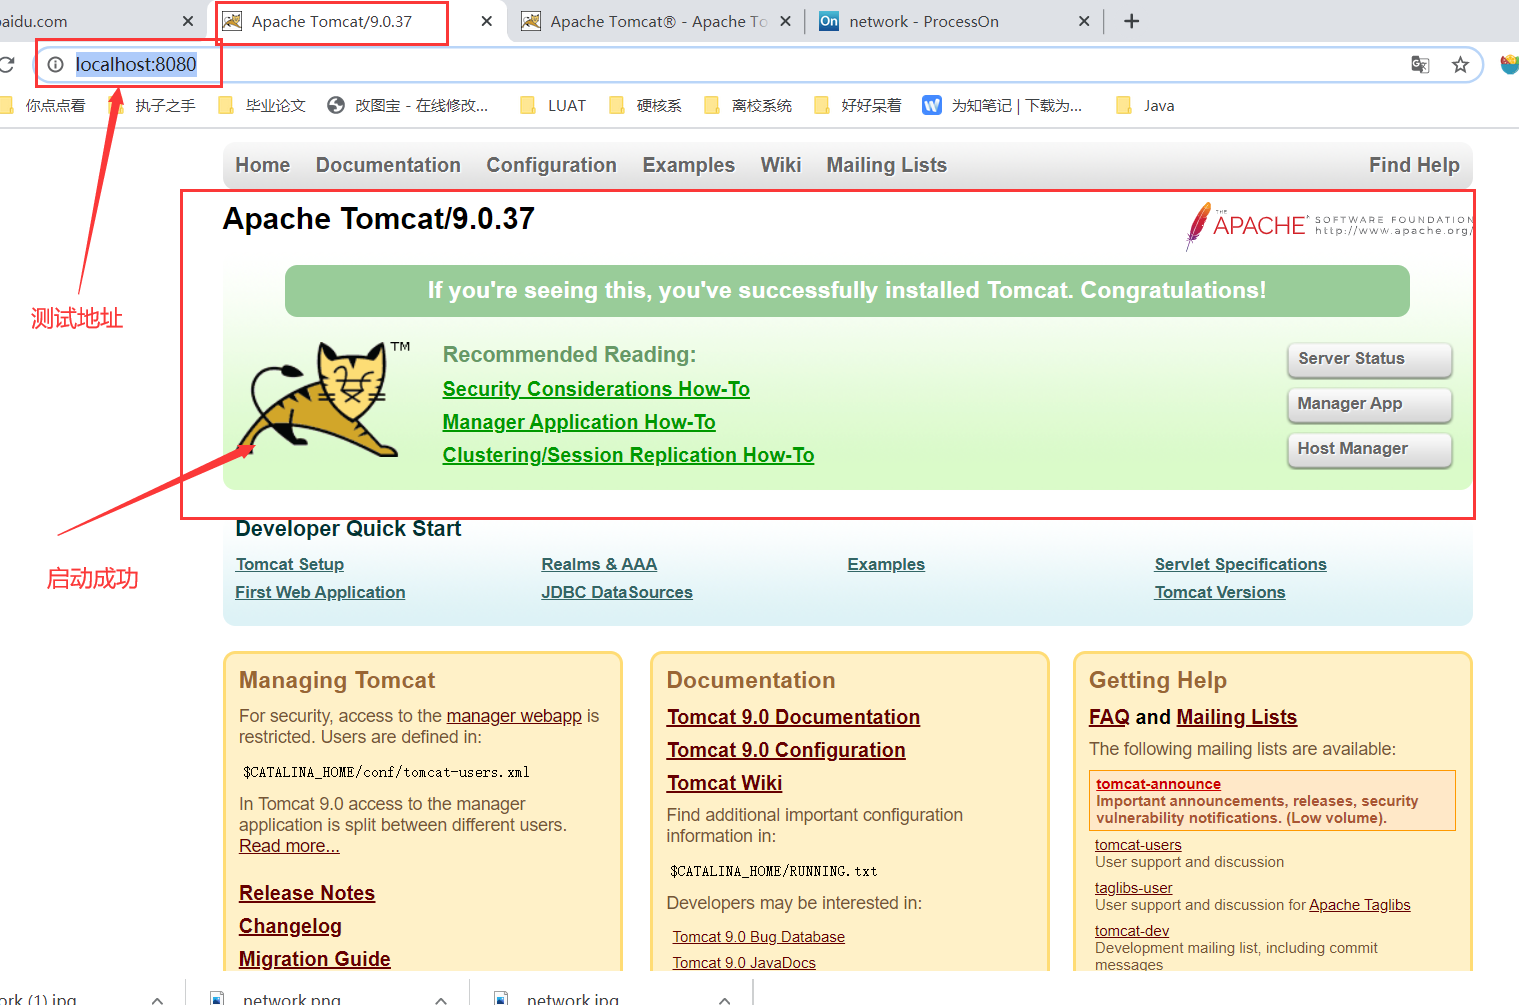 aidu.com
Apache Tomcat/9.0.37
Apache Tomcat® - Apache To
On
network - ProcessOn
localhost:8080
你点点看
执子之手
毕业论文
改图宝 - 在线修改...
LUAT
硬核系
离校系统
好好呆着
W
为知笔记 | 下载为...
Java
Home Documentation Configuration Examples Wiki Mailing Lists Find Help
Apache Tomcat/9.0.37
THE
APACHE® SOFTWARE FOUNDATION
http://www.apache.org/
If you're seeing this, you've successfully installed Tomcat. Congratulations!
测试地址
TM
Recommended Reading:
Security Considerations How-To
Manager Application How-To
Clustering/Session Replication How-To
Server Status
Manager App
Host Manager
启动成功
Developer Quick Start
Tomcat Setup
First Web Application
Realms & AAA
JDBC DataSources
Examples
Servlet Specifications
Tomcat Versions
Managing Tomcat
For security, access to the manager webapp is
restricted. Users are defined in:
$CATALINA_HOME/conf/tomcat-users.xml
In Tomcat 9.0 access to the manager
application is split between different users.
Read more...
Release Notes
Changelog
Migration Guide
Documentation
Tomcat 9.0 Documentation
Tomcat 9.0 Configuration
Tomcat Wiki
Find additional important configuration
information in:
$CATALINA_HOME/RUNNING.txt
Developers may be interested in:
Tomcat 9.0 Bug Database
Tomcat 9.0 JavaDocs
Getting Help
FAQ and Mailing Lists
The following mailing lists are available:
tomcat-announce
Important announcements, releases, security
vulnerability notifications. (Low volume).
tomcat-users
User support and discussion
taglibs-user
User support and discussion for Apache Taglibs
tomcat-dev
Development mailing list, including commit
messages
ork (1).jpg
network.png
network.jpg